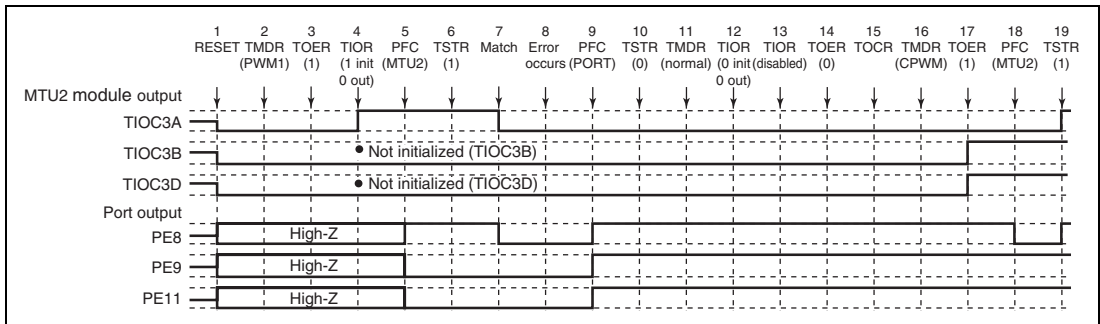 1 2 3 4 5 6 7 8 9 10 11 12 13 14 15 16 17 18 19
RESET TMDR TOER TIOR PFC TSTR Match Error PFC TSTR TMDR TIOR TIOR TOER TOCR TMDR TOER PFC TSTR
(PWM1) (1) (1 init (MTU2) (1) occurs (PORT) (0) (normal) (0 init (disabled) (0) (CPWM) (1) (MTU2) (1)
0 out) 0 out)
MTU2 module output
TIOC3A
TIOC3B • Not initialized (TIOC3B)
TIOC3D • Not initialized (TIOC3D)
Port output
PE8 High-Z
PE9 High-Z
PE11 High-Z